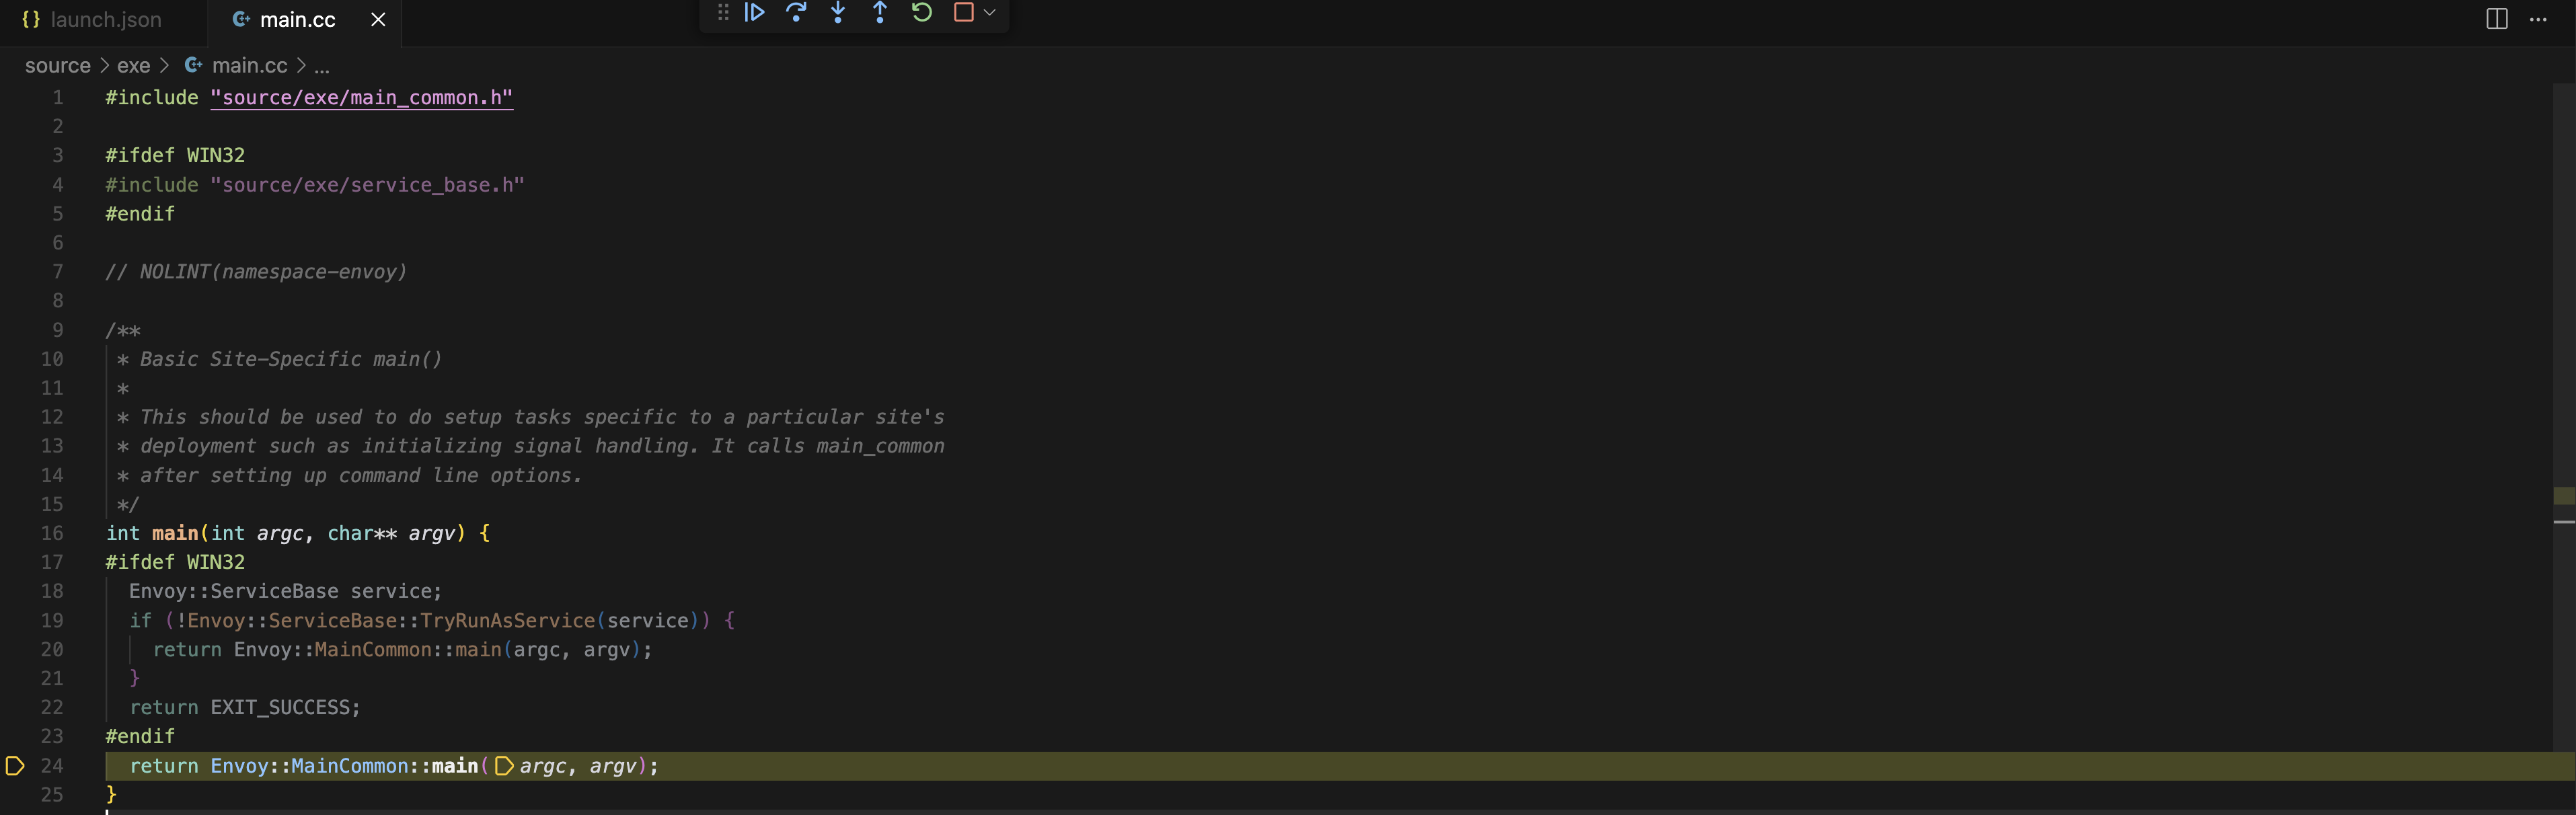 {} launch.json
main.cc
source > exe > main.cc > ...
1 #include "source/exe/main_common.h"
2
3 #ifdef WIN32
4 #include "source/exe/service_base.h"
5 #endif
6
7 // NOLINT(namespace-envoy)
8
9 /**
10 * Basic Site-Specific main()
11 *
12 * This should be used to do setup tasks specific to a particular site's
13 * deployment such as initializing signal handling. It calls main_common
14 * after setting up command line options.
15 */
16 int main(int argc, char** argv) {
17 #ifdef WIN32
18 Envoy::ServiceBase service;
19 if (!Envoy::ServiceBase::TryRunAsService(service)) {
20 return Envoy::MainCommon::main(argc, argv);
21 }
22 return EXIT_SUCCESS;
23 #endif
24 return Envoy::MainCommon::main(argc, argv);
25 }